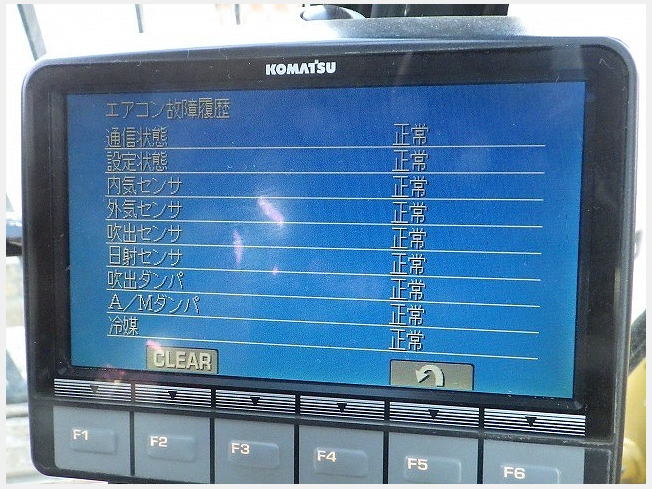 KOMATSU
エアコン故障履歴
通信状態 正常
設定状態 正常
内気センサ 正常
外気センサ 正常
吹出センサ 正常
日射センサ 正常
吹出ダンパ 正常
A/Mダンパ 正常
冷媒 正常
CLEAR
F1 F2 F3 F4 F5 F6